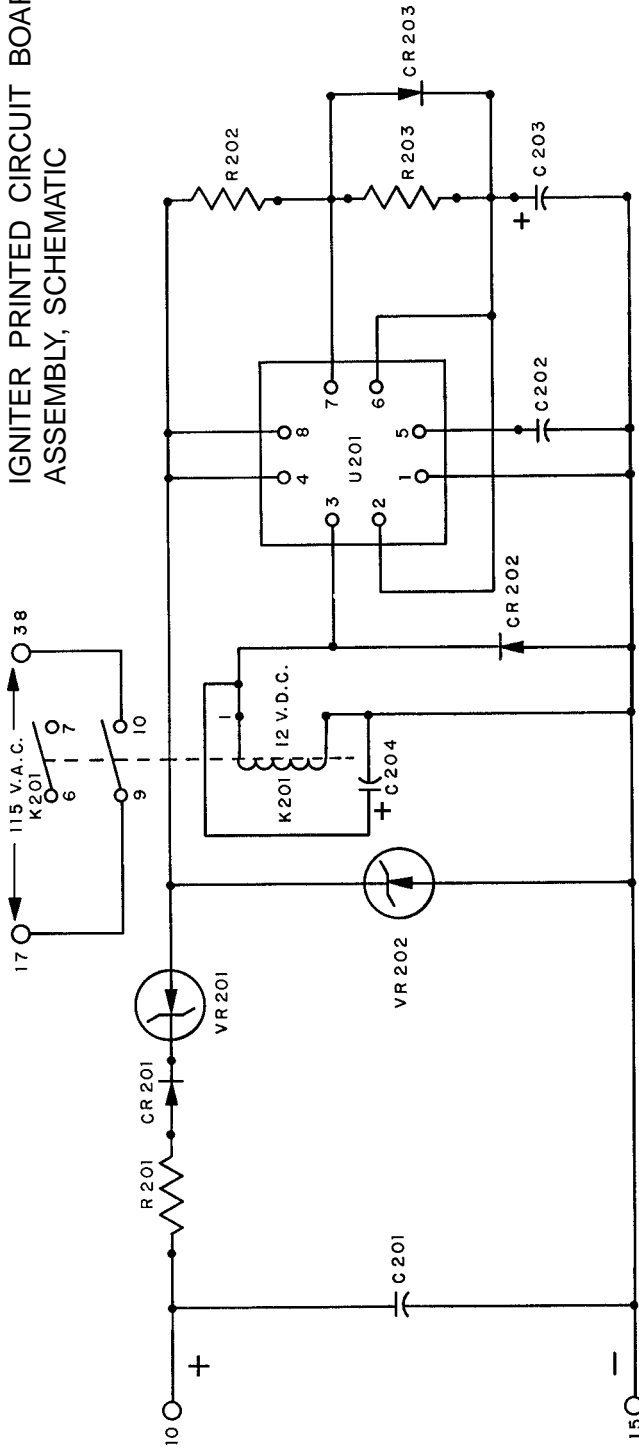 IGNITER PRINTED CIRCUIT BOAR
ASSEMBLY, SCHEMATIC
17
115 V.A.C.
38
K201
6
7
9
10
10
+
R201
CR201
VR201
C201
VR202
K201
1
12 V.D.C.
+
C204
CR202
U201
4
8
3
7
2
6
1
5
C202
R202
R203
CR203
+
C203
15
−